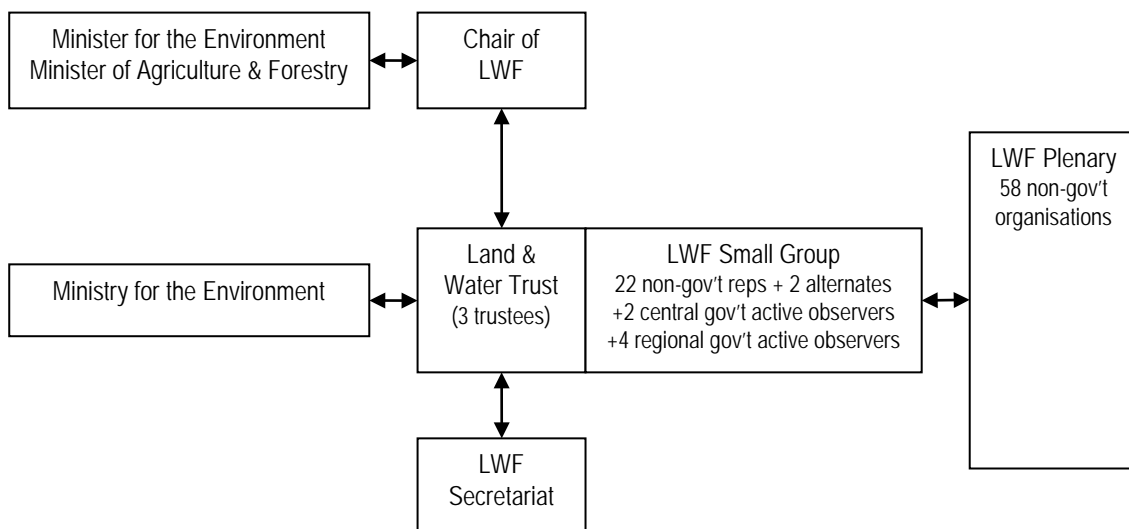 Minister for the Environment
Minister of Agriculture & Forestry
Chair of
LWF
LWF Plenary
58 non-gov’t
organisations
Ministry for the Environment
Land &
Water Trust
(3 trustees)
LWF Small Group
22 non-gov’t reps + 2 alternates
+2 central gov’t active observers
+4 regional gov’t active observers
LWF
Secretariat